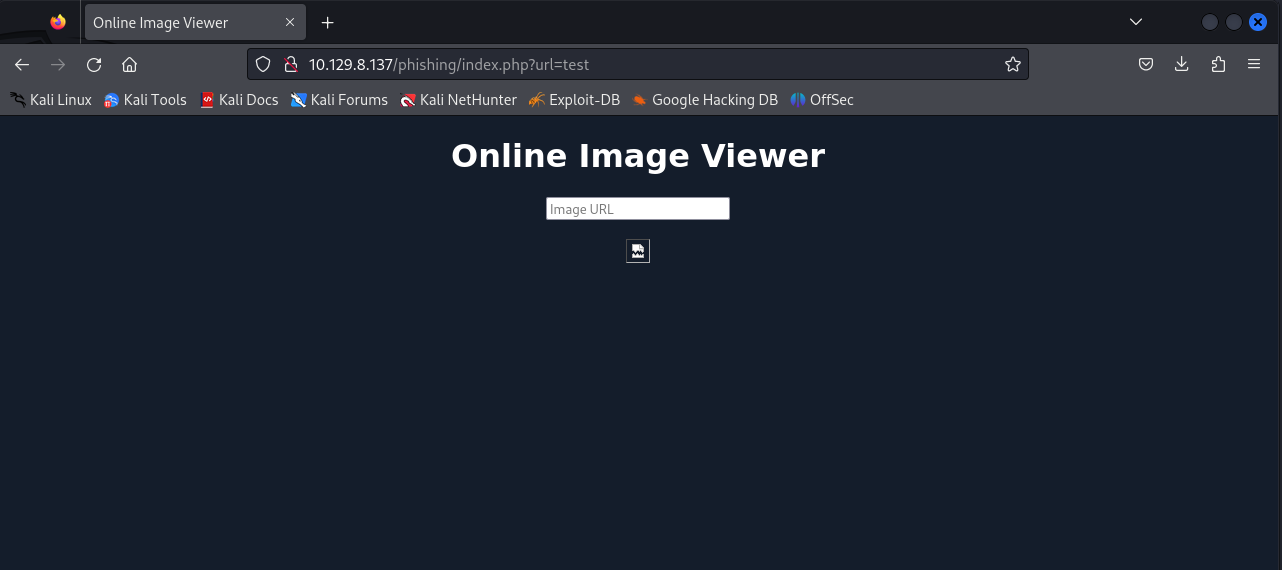 Online Image Viewer
10.129.8.137/phishing/index.php?url=test
Kali Linux Kali Tools Kali Docs Kali Forums Kali NetHunter Exploit-DB Google Hacking DB OffSec
Online Image Viewer
Image URL